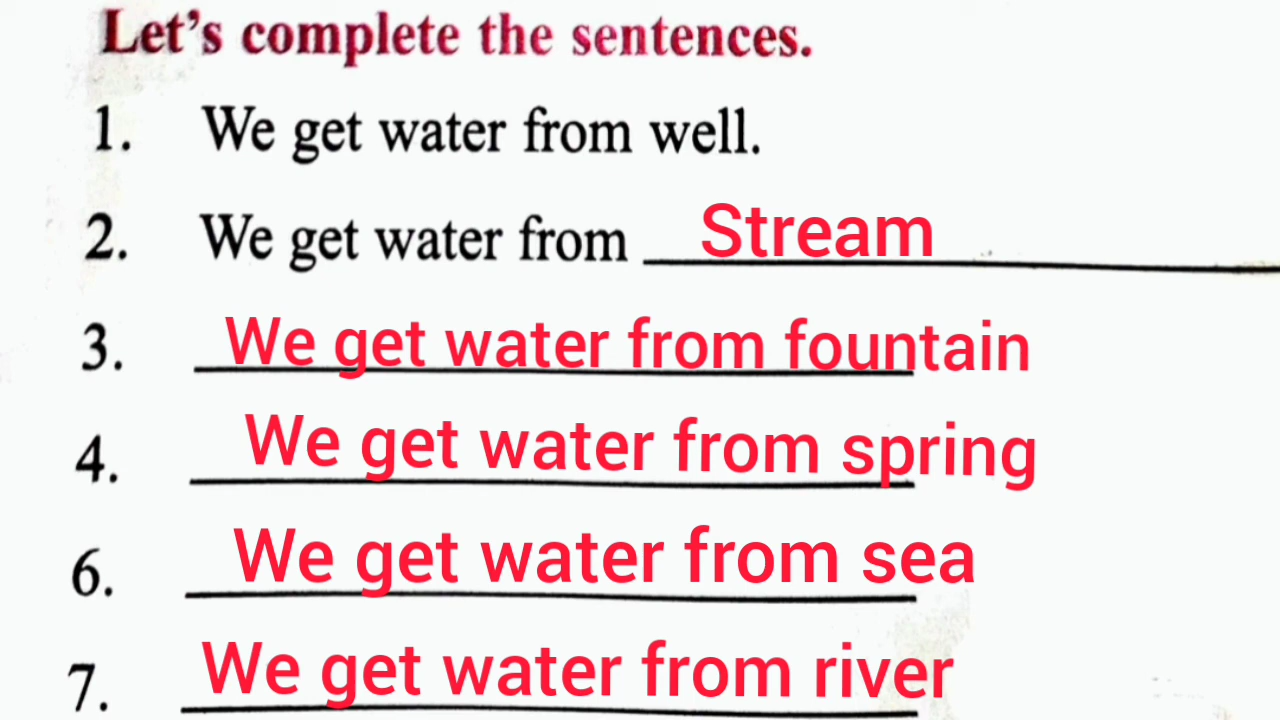 Let's complete the sentences.
1. We get water from well.
2. We get water from Stream
3. We get water from fountain
4. We get water from spring
6. We get water from sea
7. We get water from river